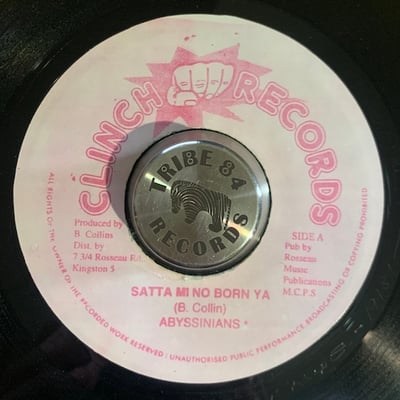 CLINCH RECORDS
TRIBE 84
RECORDS
Produced by
B. Collins
Dist. by
7 3/4 Rosseau RA
Kingston 5
SIDE A
Pub by
Rosseau
Music
Publications
M.C.P.S.
SATTA MI NO BORN YA
(B. Collin)
ABYSSINIANS
ALL RIGHTS OF THE OWNER OF THE RECORDED WORK RESERVED : UNAUTHORISED PUBLIC PERFORMANCE BROADCASTING OR COPYING PROHIBITED